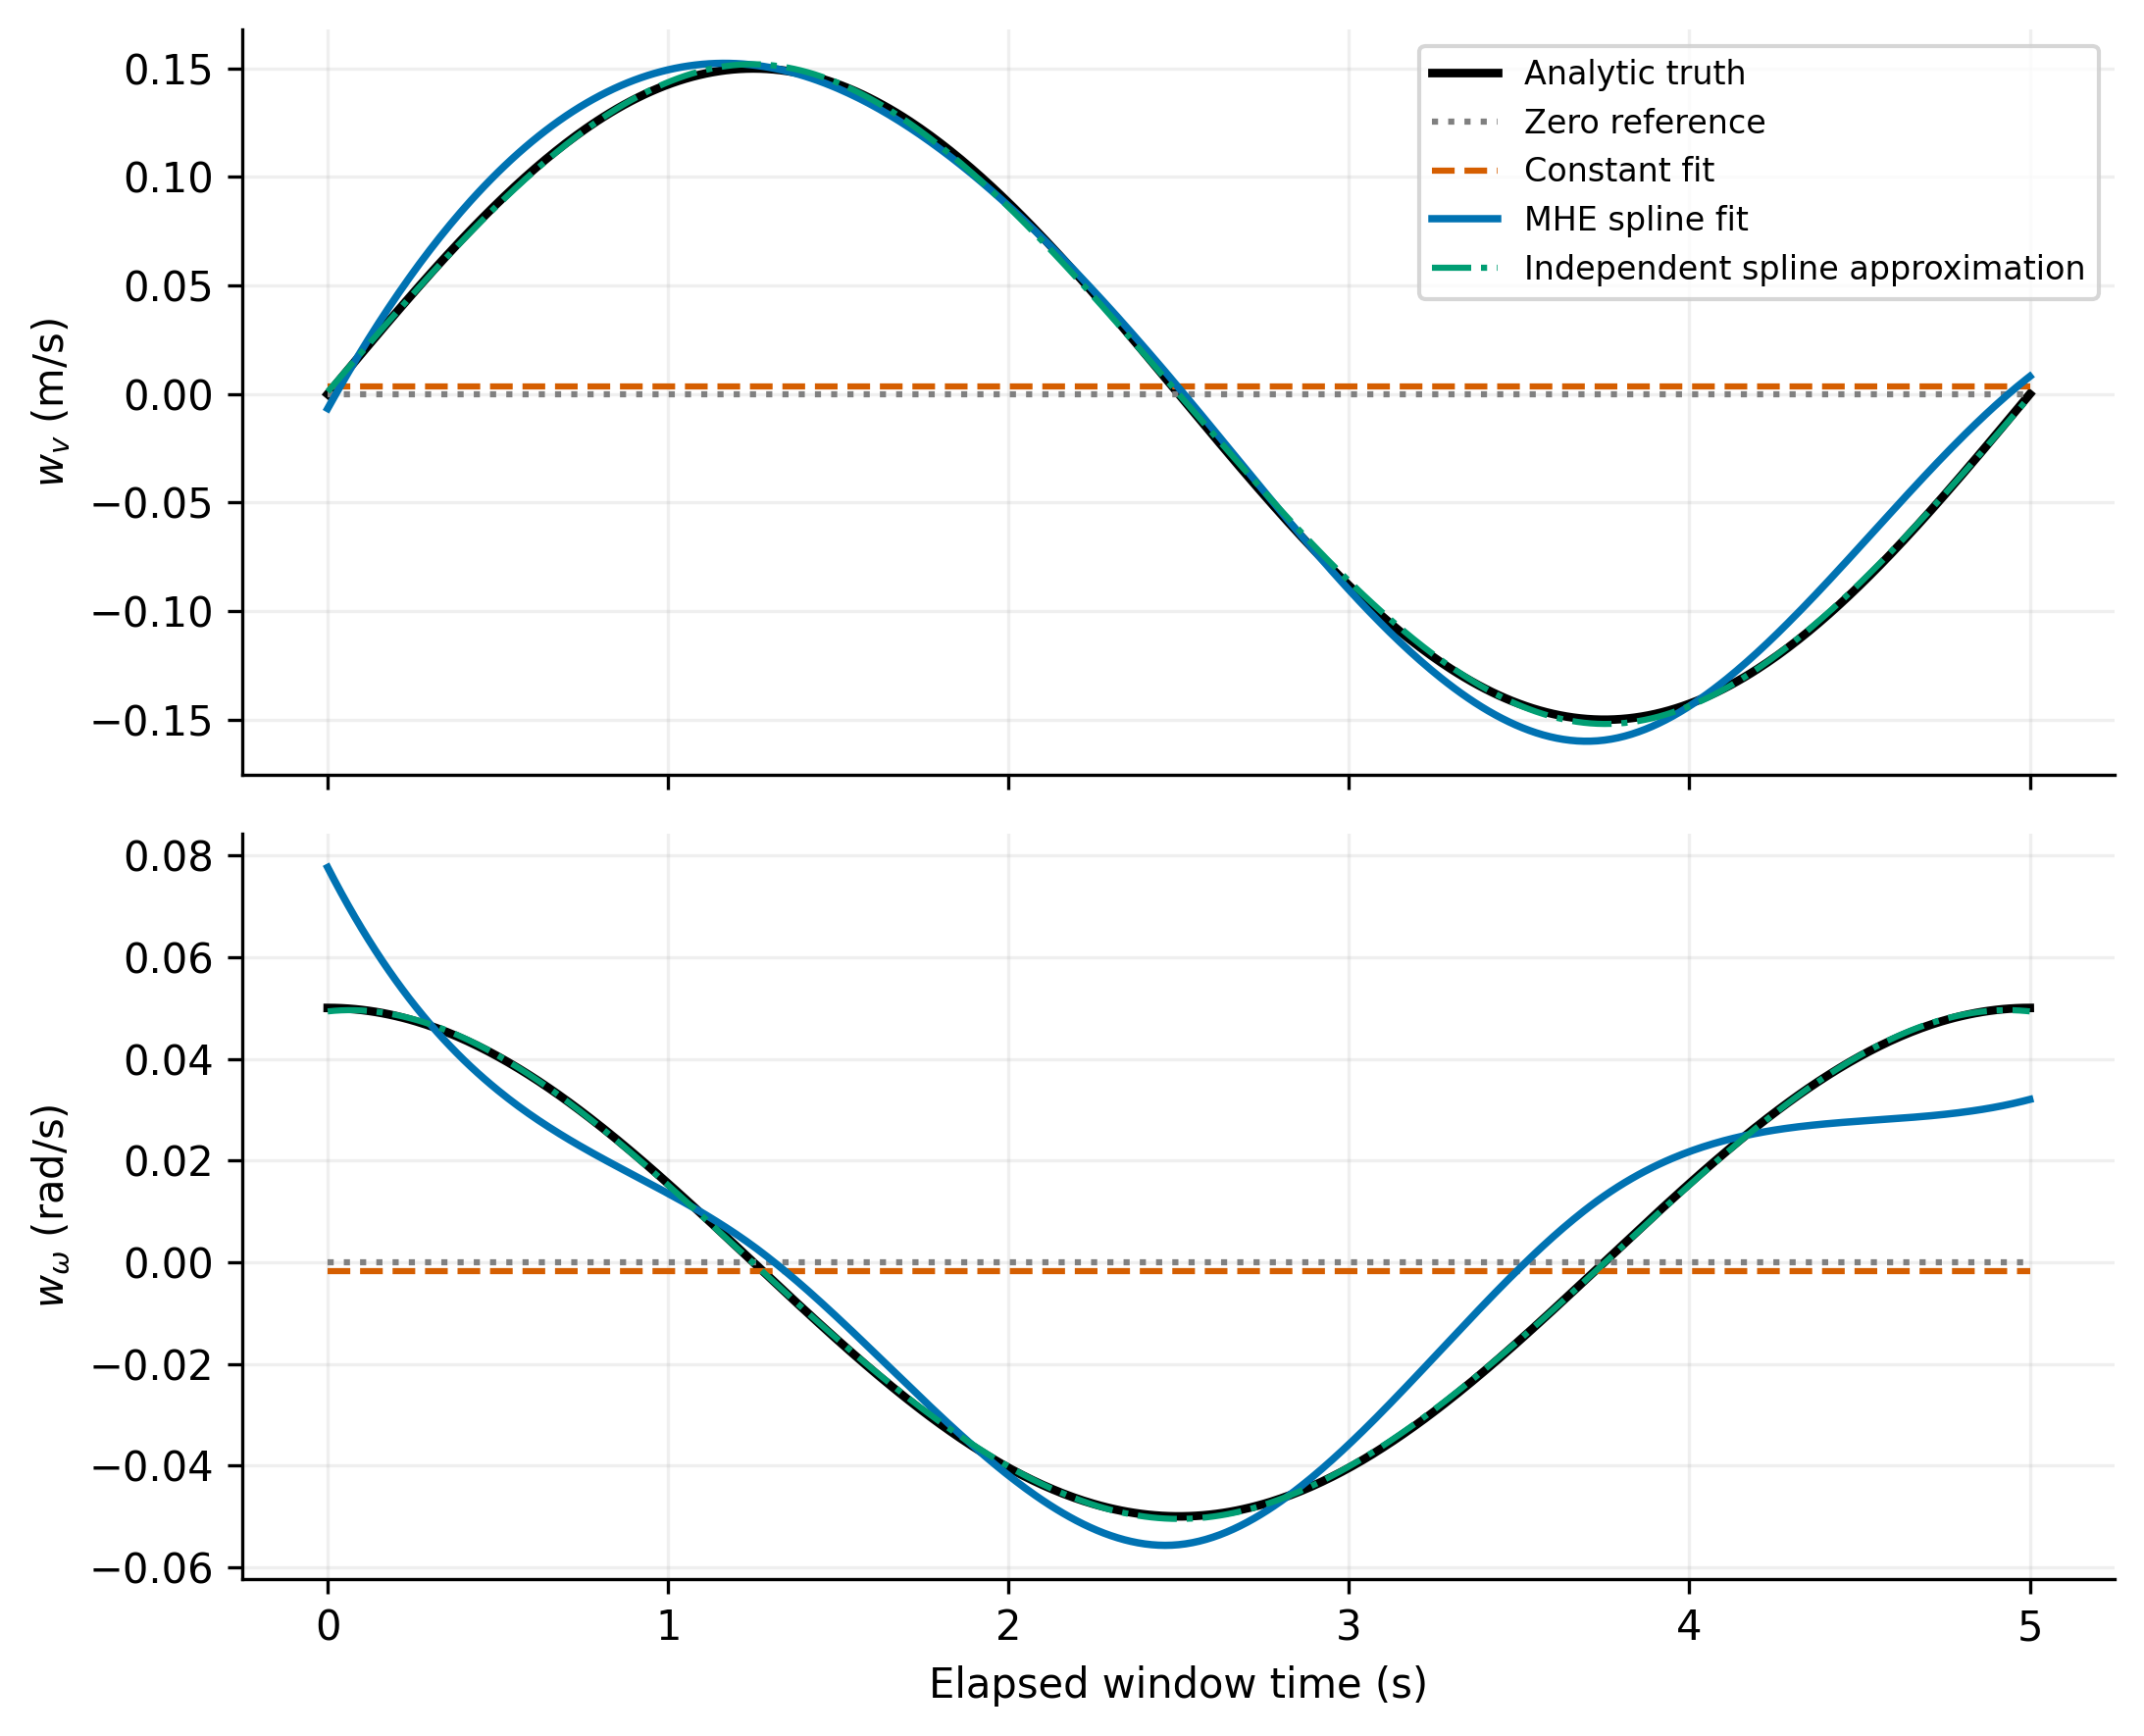 0.15
0.10
0.05
0.00
−0.05
−0.10
−0.15
w_v (m/s)
Analytic truth
Zero reference
Constant fit
MHE spline fit
Independent spline approximation
0.08
0.06
0.04
0.02
0.00
−0.02
−0.04
−0.06
w_ω (rad/s)
0 1 2 3 4 5
Elapsed window time (s)